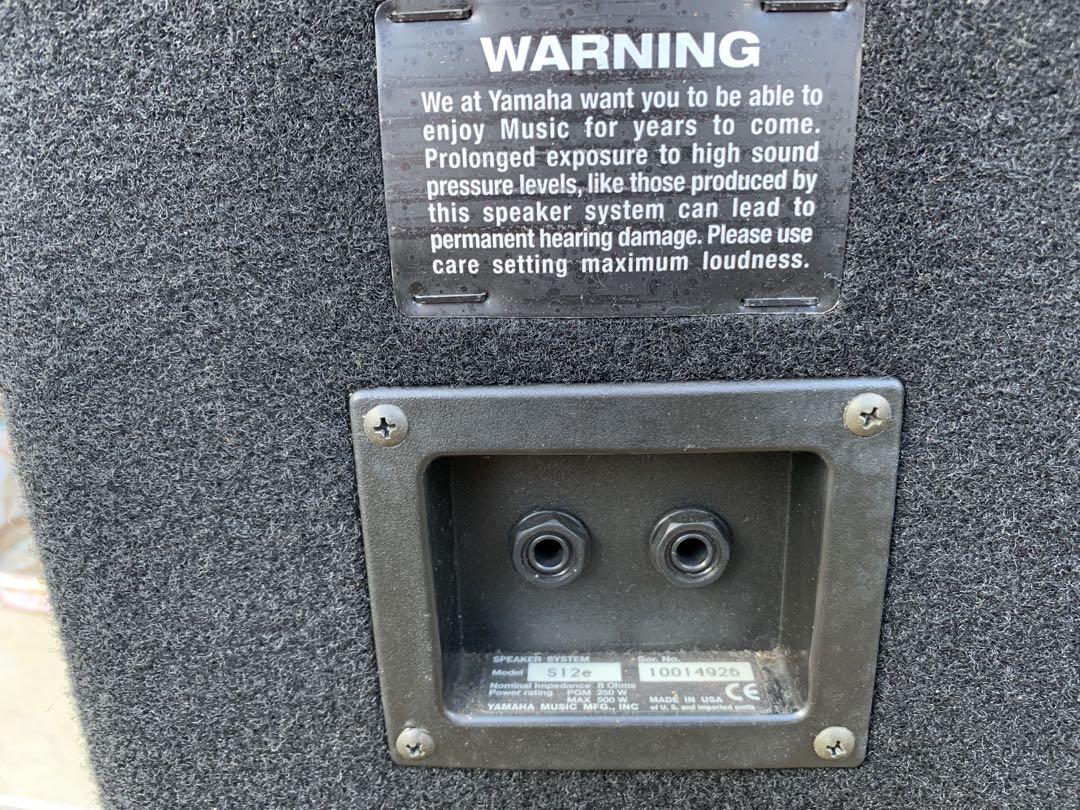 WARNING
We at Yamaha want you to be able to
enjoy Music for years to come.
Prolonged exposure to high sound
pressure levels, like those produced by
this speaker system can lead to
permanent hearing damage. Please use
care setting maximum loudness.
SPEAKER SYSTEM Ser. No.
Model S12e 10014926
Nominal Impedance 8 Ohms
Power rating PGM 250 W
MAX 500 W MADE IN USA CE
YAMAHA MUSIC MFG., INC of U. S. and imported parts